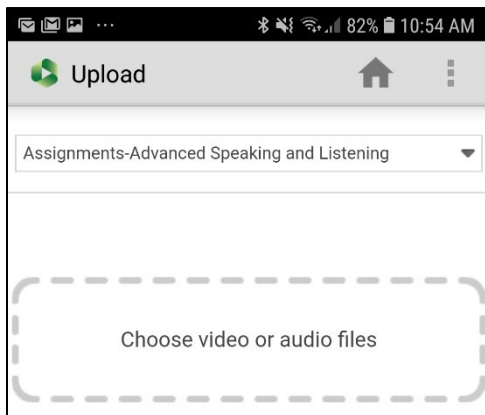 82% 10:54 AM
Upload
Assignments-Advanced Speaking and Listening
Choose video or audio files